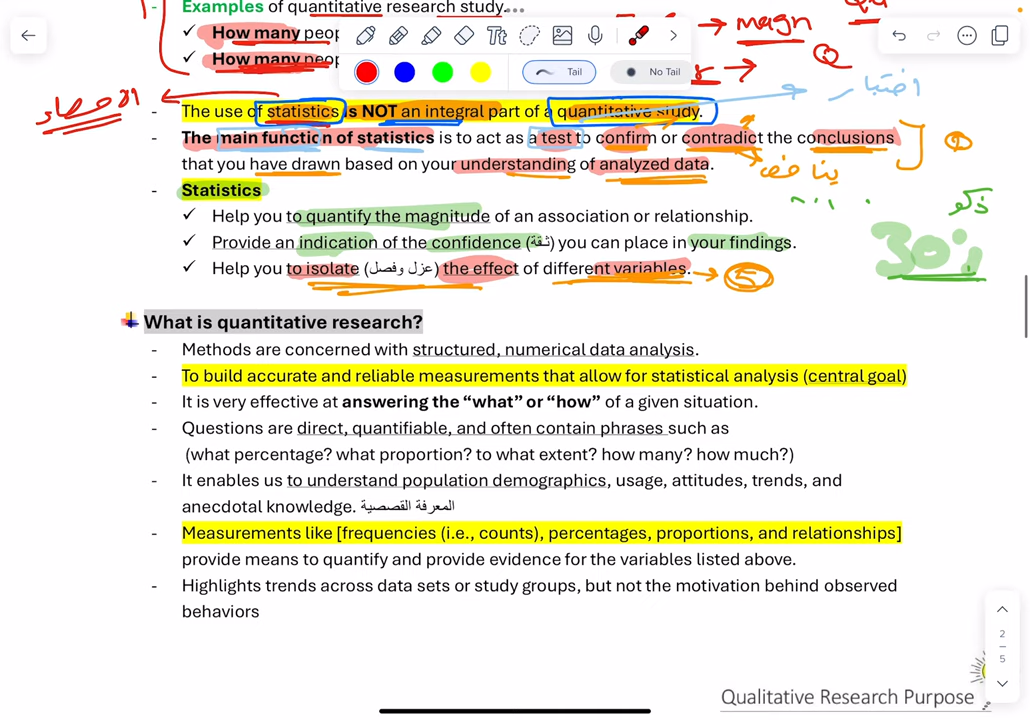 Examples of quantitative research study...
✓ How many
✓ How many
→ magn
Tail
No Tail
الاحصاء
اختبار
- The use of statistics is NOT an integral part of a quantitative study.
- The main function of statistics is to act as a test to confirm or contradict the conclusions
that you have drawn based on your understanding of analyzed data.
يناقض
①
- Statistics
✓ Help you to quantify the magnitude of an association or relationship.
✓ Provide an indication of the confidence (ثقة) you can place in your findings.
✓ Help you to isolate (عزل وفصل) the effect of different variables. → 5
ذكور
30%
What is quantitative research?
- Methods are concerned with structured, numerical data analysis.
- To build accurate and reliable measurements that allow for statistical analysis (central goal)
- It is very effective at answering the “what” or “how” of a given situation.
- Questions are direct, quantifiable, and often contain phrases such as
(what percentage? what proportion? to what extent? how many? how much?)
- It enables us to understand population demographics, usage, attitudes, trends, and
anecdotal knowledge. المعرفة القصصية
- Measurements like [frequencies (i.e., counts), percentages, proportions, and relationships]
provide means to quantify and provide evidence for the variables listed above.
- Highlights trends across data sets or study groups, but not the motivation behind observed
behaviors
2
5
Qualitative Research Purpose